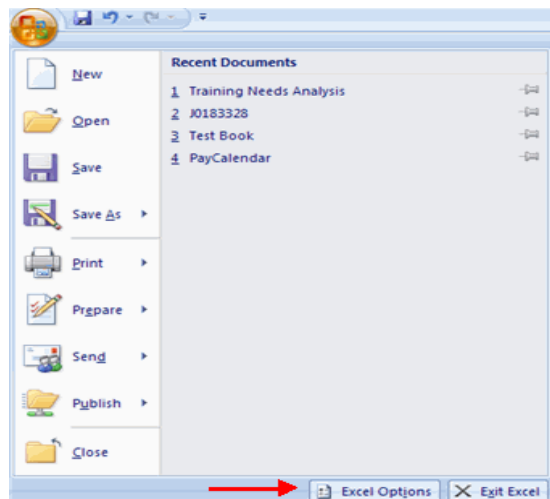 New
Open
Save
Save As
Print
Prepare
Send
Publish
Close
Recent Documents
1 Training Needs Analysis
2 J0183328
3 Test Book
4 PayCalendar
Excel Options
Exit Excel